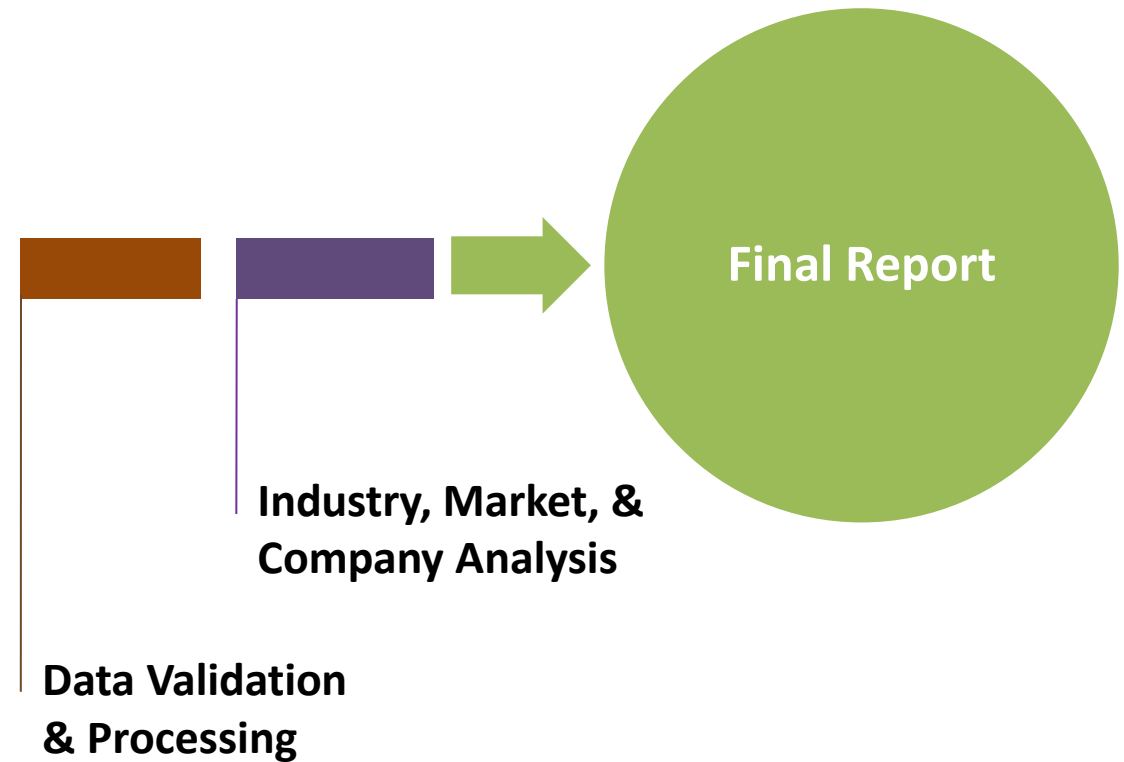 Final Report
Industry, Market, &
Company Analysis
Data Validation
& Processing